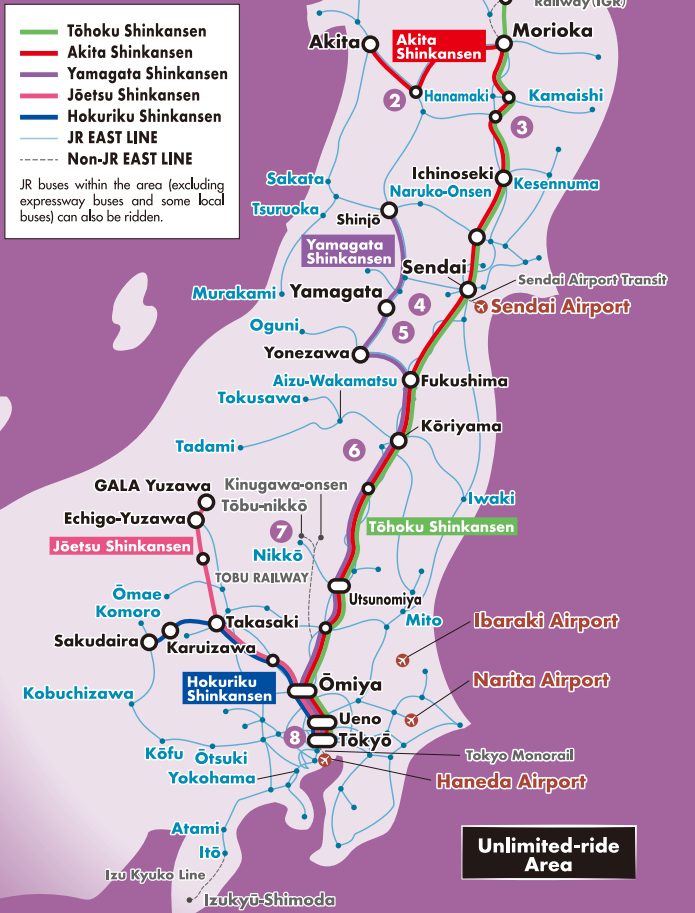 Railway (IGR)
Tōhoku Shinkansen
Akita Shinkansen
Yamagata Shinkansen
Jōetsu Shinkansen
Hokuriku Shinkansen
JR EAST LINE
Non-JR EAST LINE
JR buses within the area (excluding
expressway buses and some local
buses) can also be ridden.
Akita
Akita
Shinkansen
Morioka
2
Hanamaki
Kamaishi
3
Ichinoseki
Sakata
Naruko-Onsen
Kesennuma
Tsuruoka
Shinjō
Yamagata
Shinkansen
Sendai
Sendai Airport Transit
Murakami
Yamagata
4
Sendai Airport
Oguni
5
Yonezawa
Aizu-Wakamatsu
Fukushima
Tokusawa
Kōriyama
Tadami
6
GALA Yuzawa
Kinugawa-onsen
Iwaki
Echigo-Yuzawa
Tōbu-nikkō
Tōhoku Shinkansen
7
Jōetsu Shinkansen
Nikkō
TOBU RAILWAY
Ōmae
Utsunomiya
Komoro
Takasaki
Mito
Ibaraki Airport
Sakudaira
Karuizawa
Hokuriku
Shinkansen
Ōmiya
Narita Airport
Kobuchizawa
Ueno
8
Tōkyō
Kōfu
Ōtsuki
Tokyo Monorail
Yokohama
Haneda Airport
Atami
Unlimited-ride
Area
Itō
Izu Kyuko Line
Izukyū-Shimoda